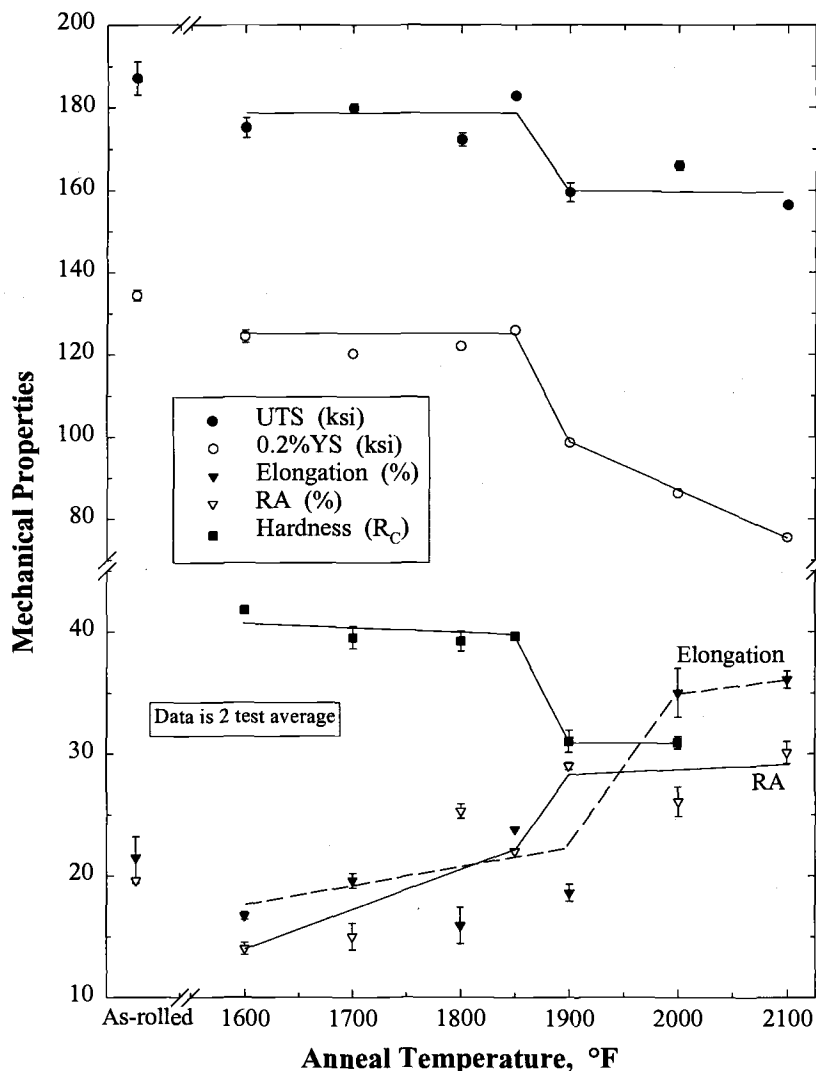 200
180
160
140
120
100
80
40
30
20
10
Mechanical Properties
UTS (ksi)
0.2%YS (ksi)
Elongation (%)
RA (%)
Hardness (R_C)
Elongation
Data is 2 test average
RA
As-rolled 1600 1700 1800 1900 2000 2100
Anneal Temperature, °F